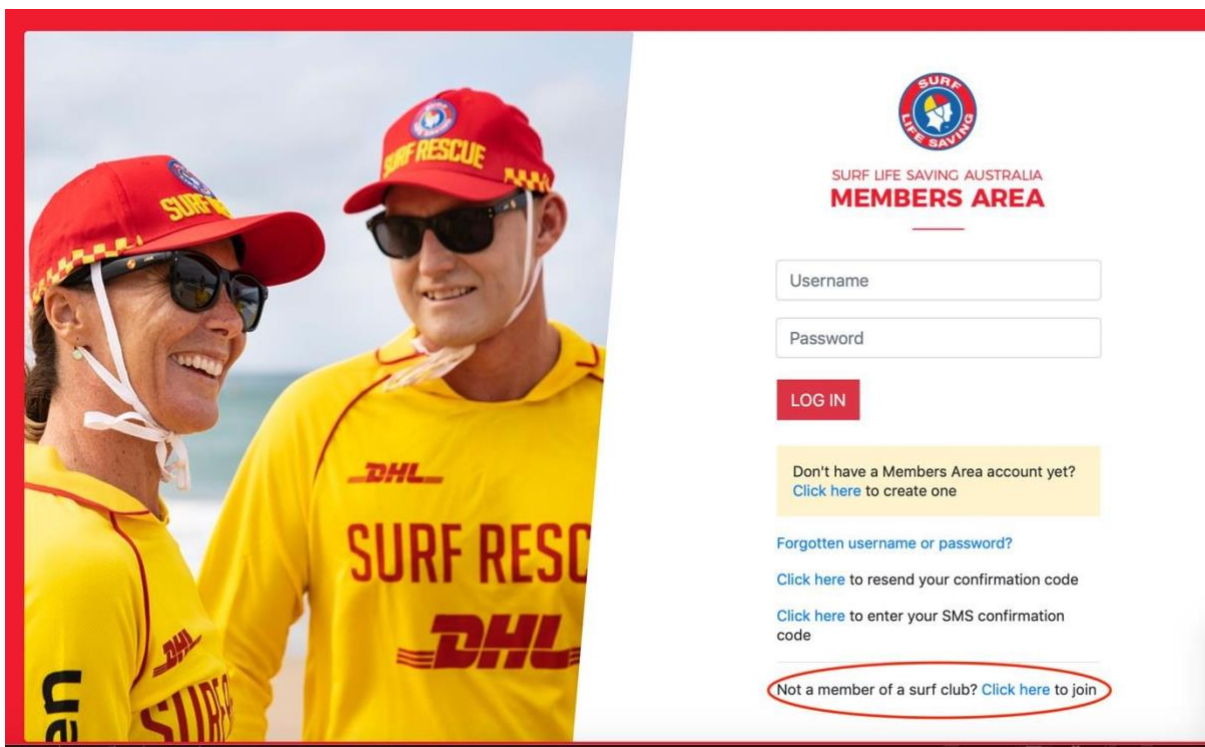 SURF RESCUE
SURF
DHL
SURF RESC
DHL
DHL
SURF
en
SURF
LIFE SAVING
SURF LIFE SAVING AUSTRALIA
MEMBERS AREA
Username
Password
LOG IN
Don't have a Members Area account yet?
Click here to create one
Forgotten username or password?
Click here to resend your confirmation code
Click here to enter your SMS confirmation
code
Not a member of a surf club? Click here to join